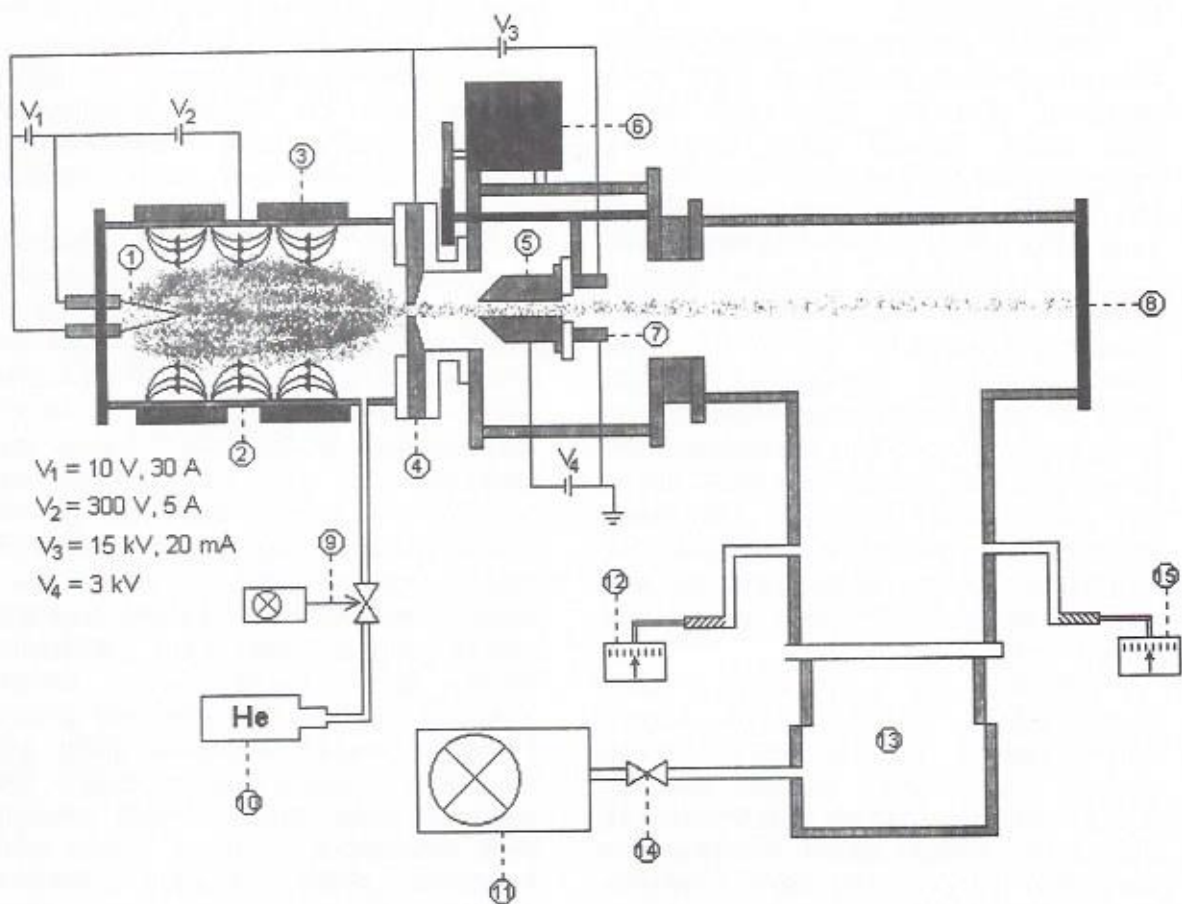 V3
V1
V2
6
3
1
5
8
7
2
4
V4
V1 = 10 V, 30 A
V2 = 300 V, 5 A
V3 = 15 kV, 20 mA
V4 = 3 kV
9
12
15
He
13
10
14
11